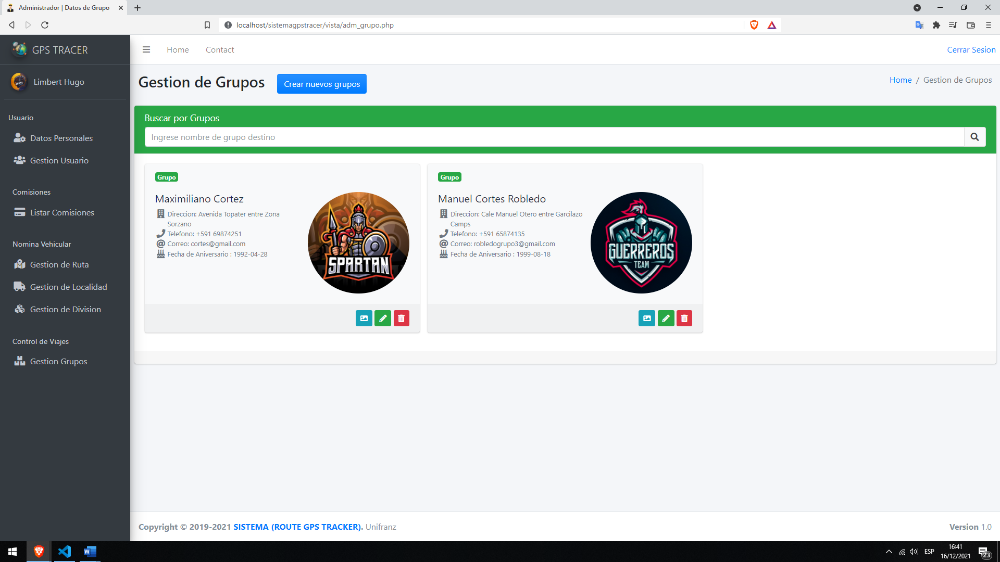 Administrador | Datos de Grupo
localhost/sistemagpstracer/vista/adm_grupo.php
GPS TRACER
Limbert Hugo
Usuario
Datos Personales
Gestion Usuario
Comisiones
Listar Comisiones
Nomina Vehicular
Gestion de Ruta
Gestion de Localidad
Gestion de Division
Control de Viajes
Gestion Grupos
Home
Contact
Cerrar Sesion
Gestion de Grupos
Crear nuevos grupos
Home / Gestion de Grupos
Buscar por Grupos
Ingrese nombre de grupo destino
Grupo
Maximiliano Cortez
Direccion: Avenida Topater entre Zona
Sorzano
Telefono: +591 69874251
Correo: cortes@gmail.com
Fecha de Aniversario : 1992-04-28
SPARTAN
Grupo
Manuel Cortes Robledo
Direccion: Cale Manuel Otero entre Garcilazo
Camps
Telefono: +591 65874135
Correo: robledogrupo3@gmail.com
Fecha de Aniversario : 1999-08-18
GUERREROS
TEAM
Copyright © 2019-2021 SISTEMA (ROUTE GPS TRACKER). Unifranz
Version 1.0
ESP
16:41
16/12/2021
23